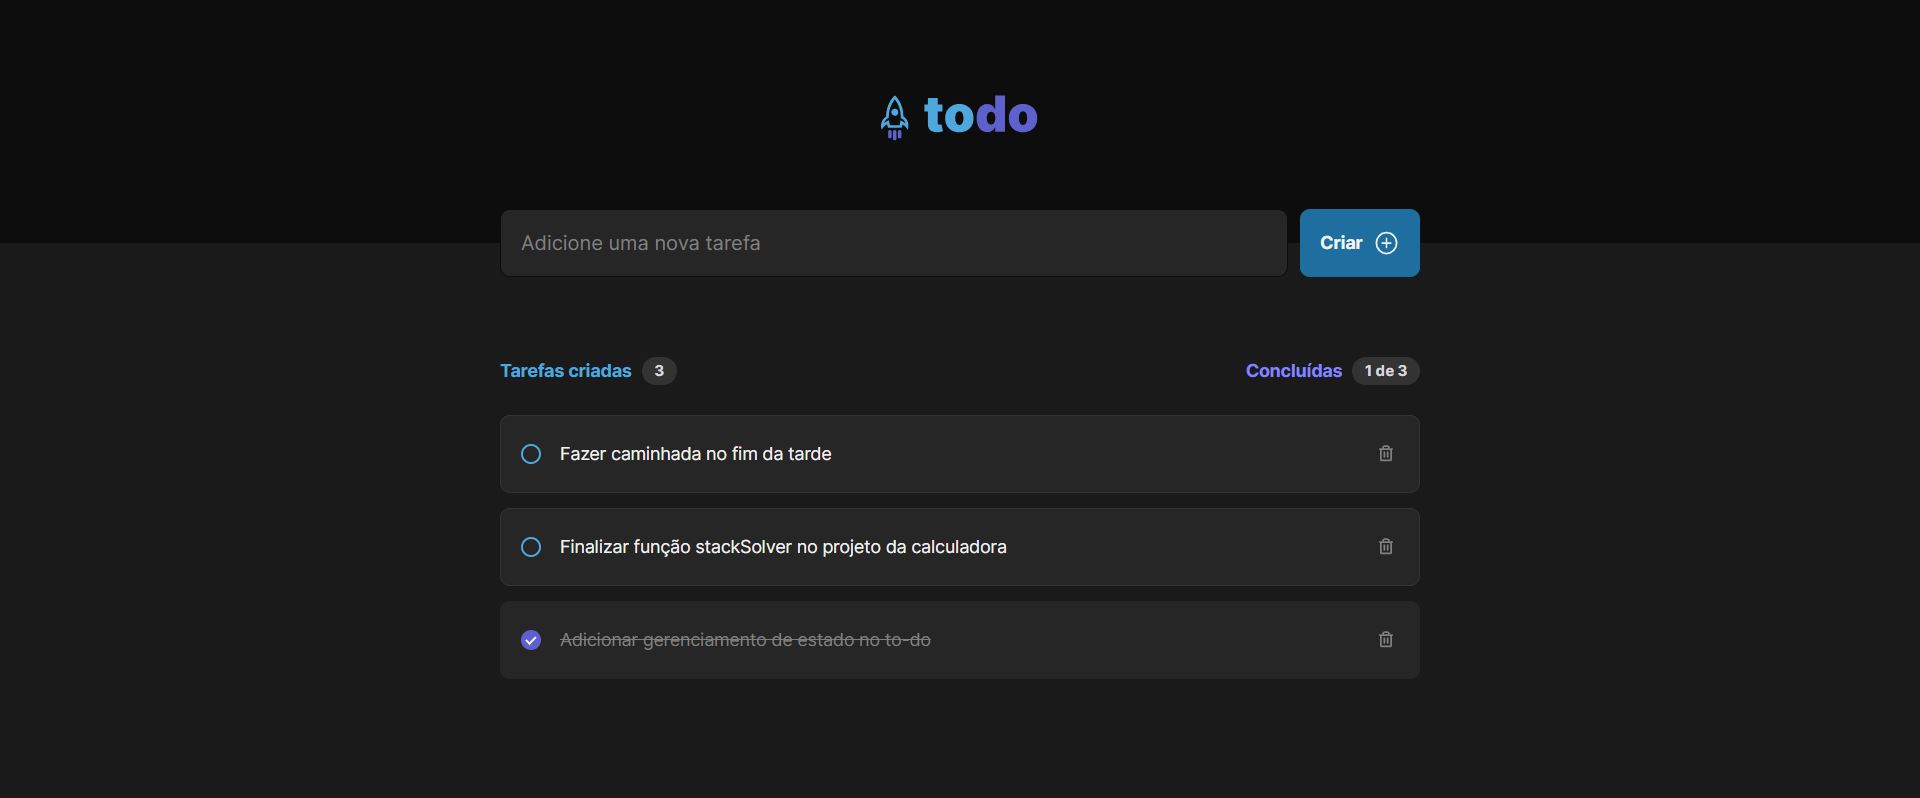 todo
Adicione uma nova tarefa
Criar
Tarefas criadas 3
Concluídas 1 de 3
Fazer caminhada no fim da tarde
Finalizar função stackSolver no projeto da calculadora
Adicionar gerenciamento de estado no to-do